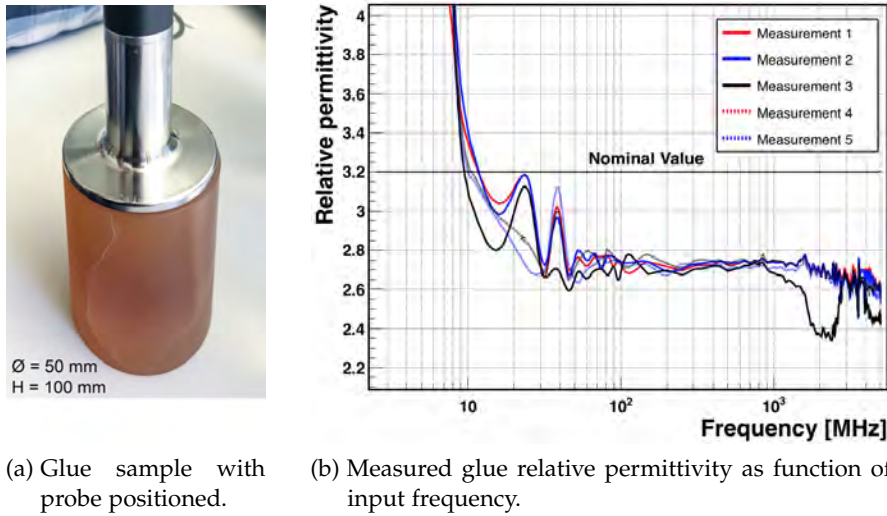 Ø = 50 mm
H = 100 mm
(a) Glue sample with
probe positioned.
Relative permittivity
4
3.8
3.6
3.4
3.2
3
2.8
2.6
2.4
2.2
Measurement 1
Measurement 2
Measurement 3
Measurement 4
Measurement 5
Nominal Value
10
10²
10³
Frequency [MHz]
(b) Measured glue relative permittivity as function of
input frequency.